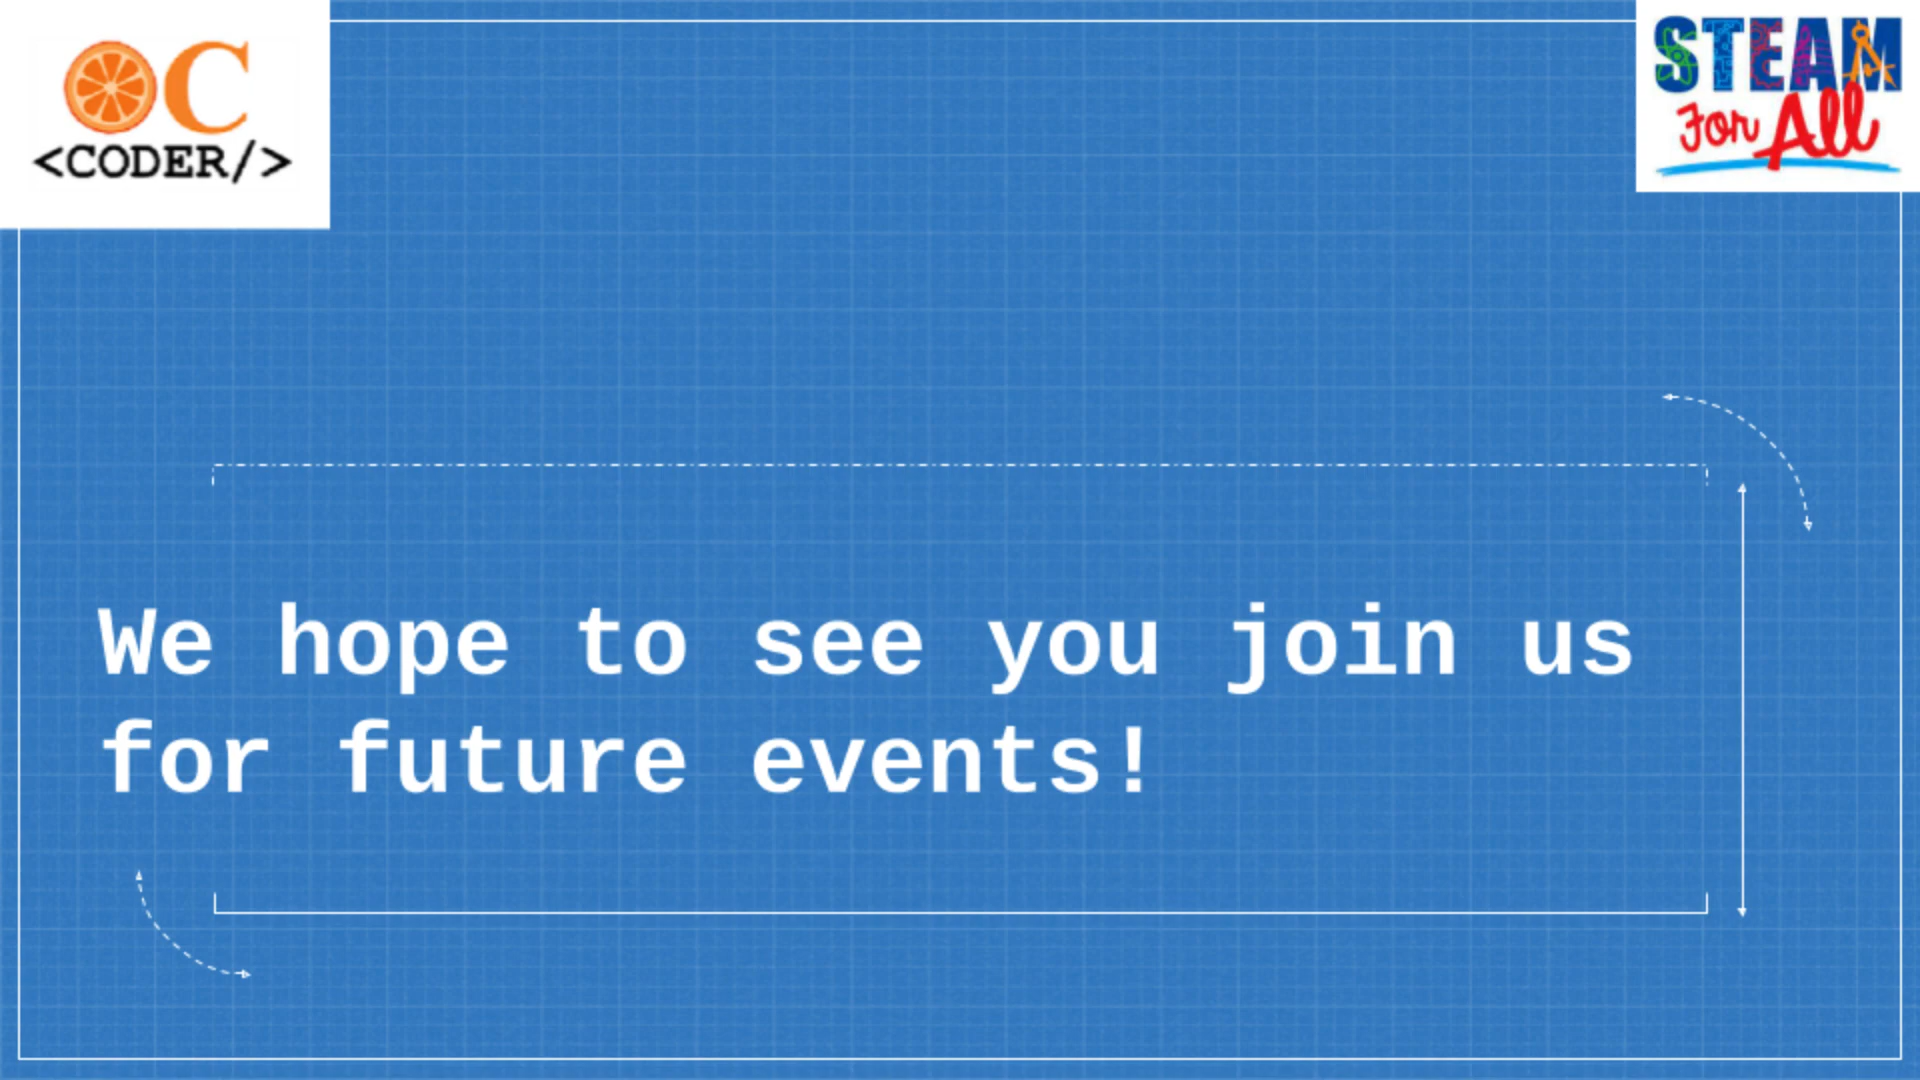 OC
<CODER/>
STEAM
For All
We hope to see you join us
for future events!